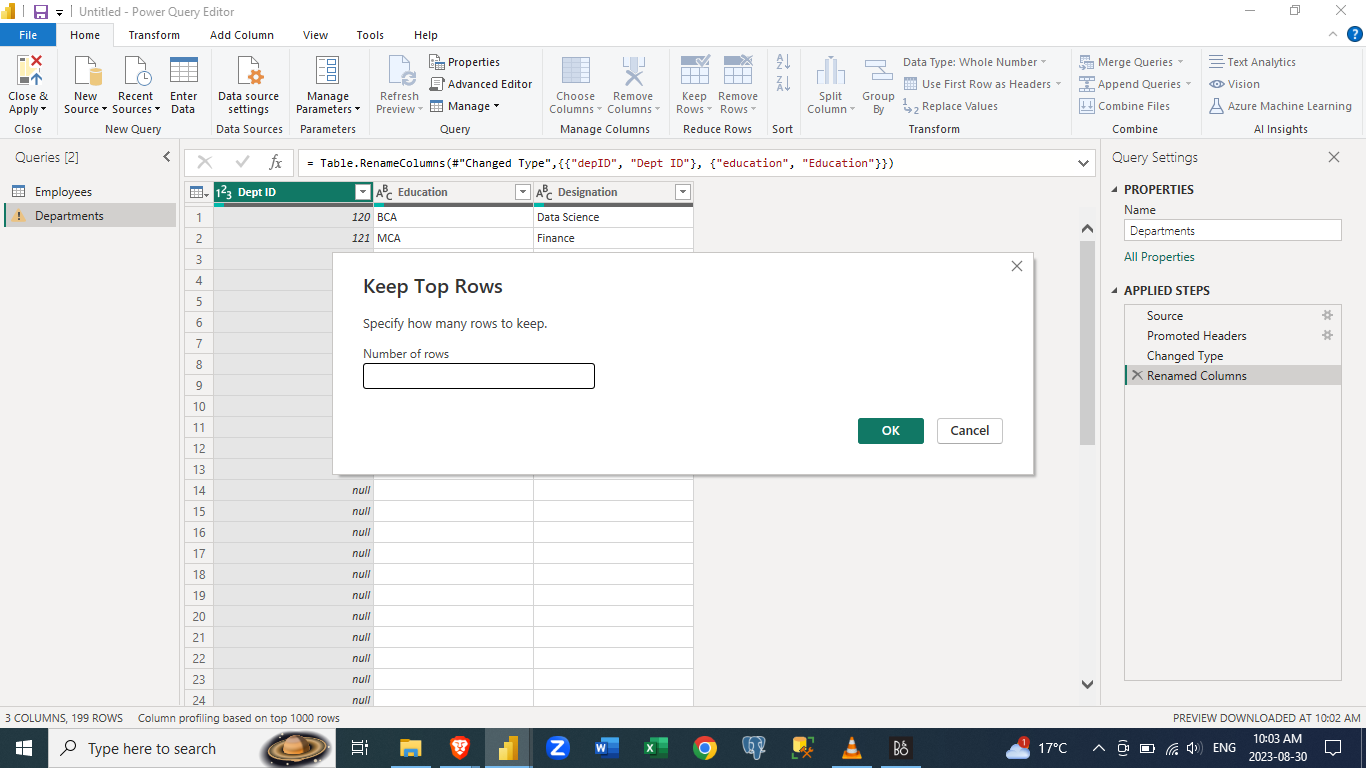 Untitled - Power Query Editor
File Home Transform Add Column View Tools Help
Close & Apply
New Source
Recent Sources
Enter Data
Data source settings
Manage Parameters
Refresh Preview
Properties
Advanced Editor
Manage
Choose Columns
Remove Columns
Keep Rows
Remove Rows
Split Column
Group By
Data Type: Whole Number
Use First Row as Headers
Replace Values
Merge Queries
Append Queries
Combine Files
Text Analytics
Vision
Azure Machine Learning
Close New Query Data Sources Parameters Query Manage Columns Reduce Rows Sort Transform Combine AI Insights
Queries [2]
Employees
Departments
= Table.RenameColumns(#"Changed Type",{{"depID", "Dept ID"}, {"education", "Education"}})
Dept ID Education Designation
1 120 BCA Data Science
2 121 MCA Finance
3
4
5
6
7
8
9
10
11
12
13
14 null
15 null
16 null
17 null
18 null
19 null
20 null
21 null
22 null
23 null
24 null
Keep Top Rows
Specify how many rows to keep.
Number of rows
OK Cancel
Query Settings
PROPERTIES
Name
Departments
All Properties
APPLIED STEPS
Source
Promoted Headers
Changed Type
Renamed Columns
3 COLUMNS, 199 ROWS Column profiling based on top 1000 rows
PREVIEW DOWNLOADED AT 10:02 AM
Type here to search
17°C
ENG
10:03 AM
2023-08-30